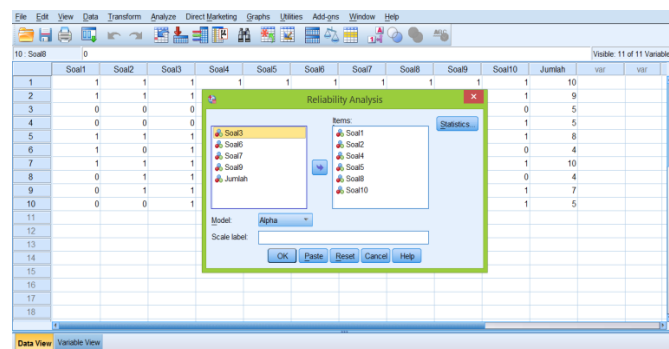 File Edit View Data Transform Analyze Direct Marketing Graphs Utilities Add-ons Window Help
10 : Soal8 0 Visible: 11 of 11 Variable
Soal1 Soal2 Soal3 Soal4 Soal5 Soal6 Soal7 Soal8 Soal9 Soal10 Jumlah var var
1 1 1 1 1 1 1 1 1 1 1 10
2 1 1 1 1 9
3 0 0 0 0 5
4 0 0 0 1 5
5 1 1 1 1 8
6 1 0 1 0 4
7 1 1 1 1 10
8 0 1 1 0 4
9 0 1 1 1 7
10 0 0 1 1 5
11
12
13
14
15
16
17
18
Reliability Analysis
Items:
Soal3
Soal6
Soal7
Soal9
Jumlah
Soal1
Soal2
Soal4
Soal5
Soal8
Soal10
Statistics...
Model: Alpha
Scale label:
OK Paste Reset Cancel Help
Data View Variable View